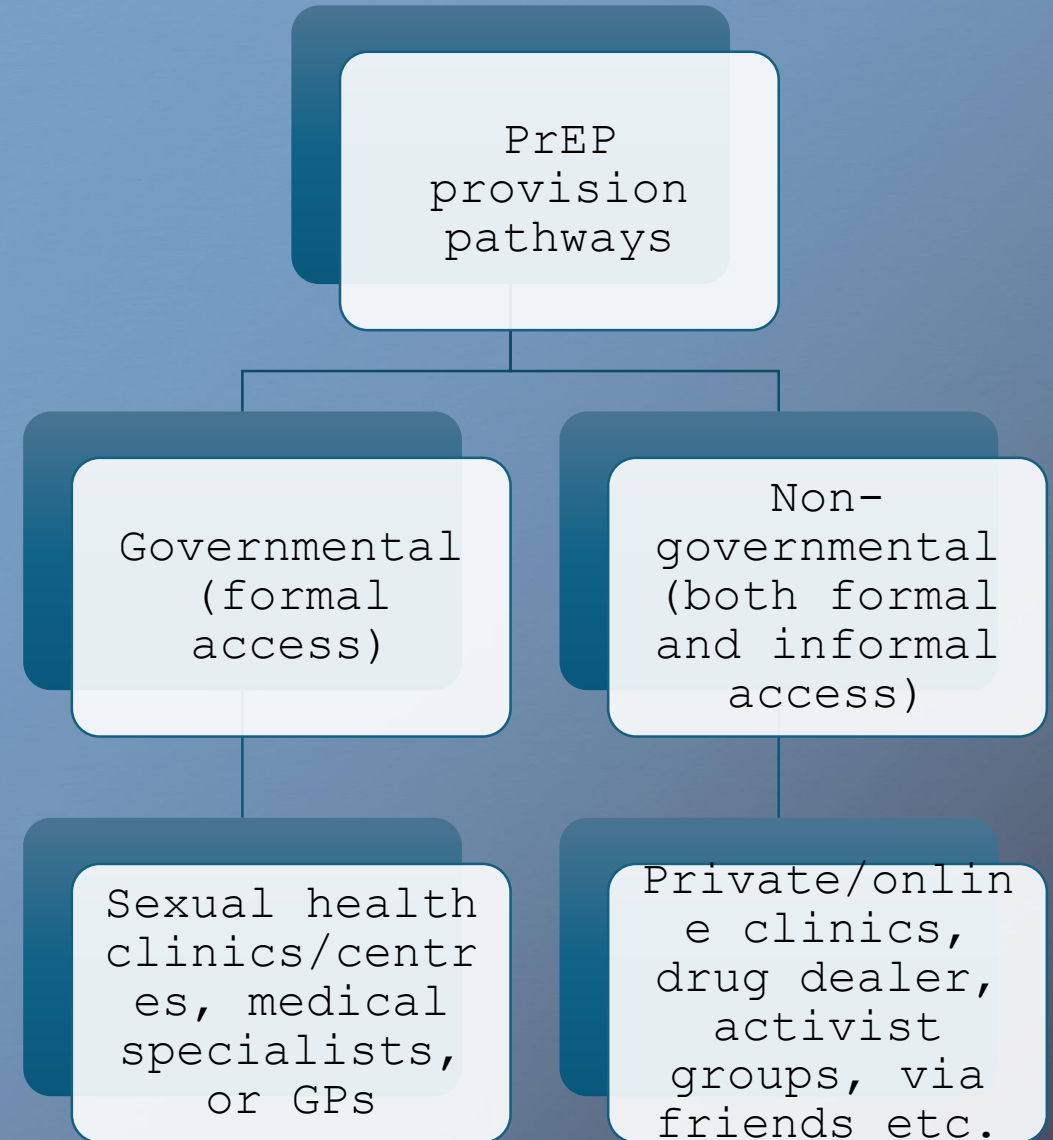 PrEP
provision
pathways
Governmental
(formal
access)
Non-
governmental
(both formal
and informal
access)
Sexual health
clinics/centr
es, medical
specialists,
or GPs
Private/onlin
e clinics,
drug dealer,
activist
groups, via
friends etc.